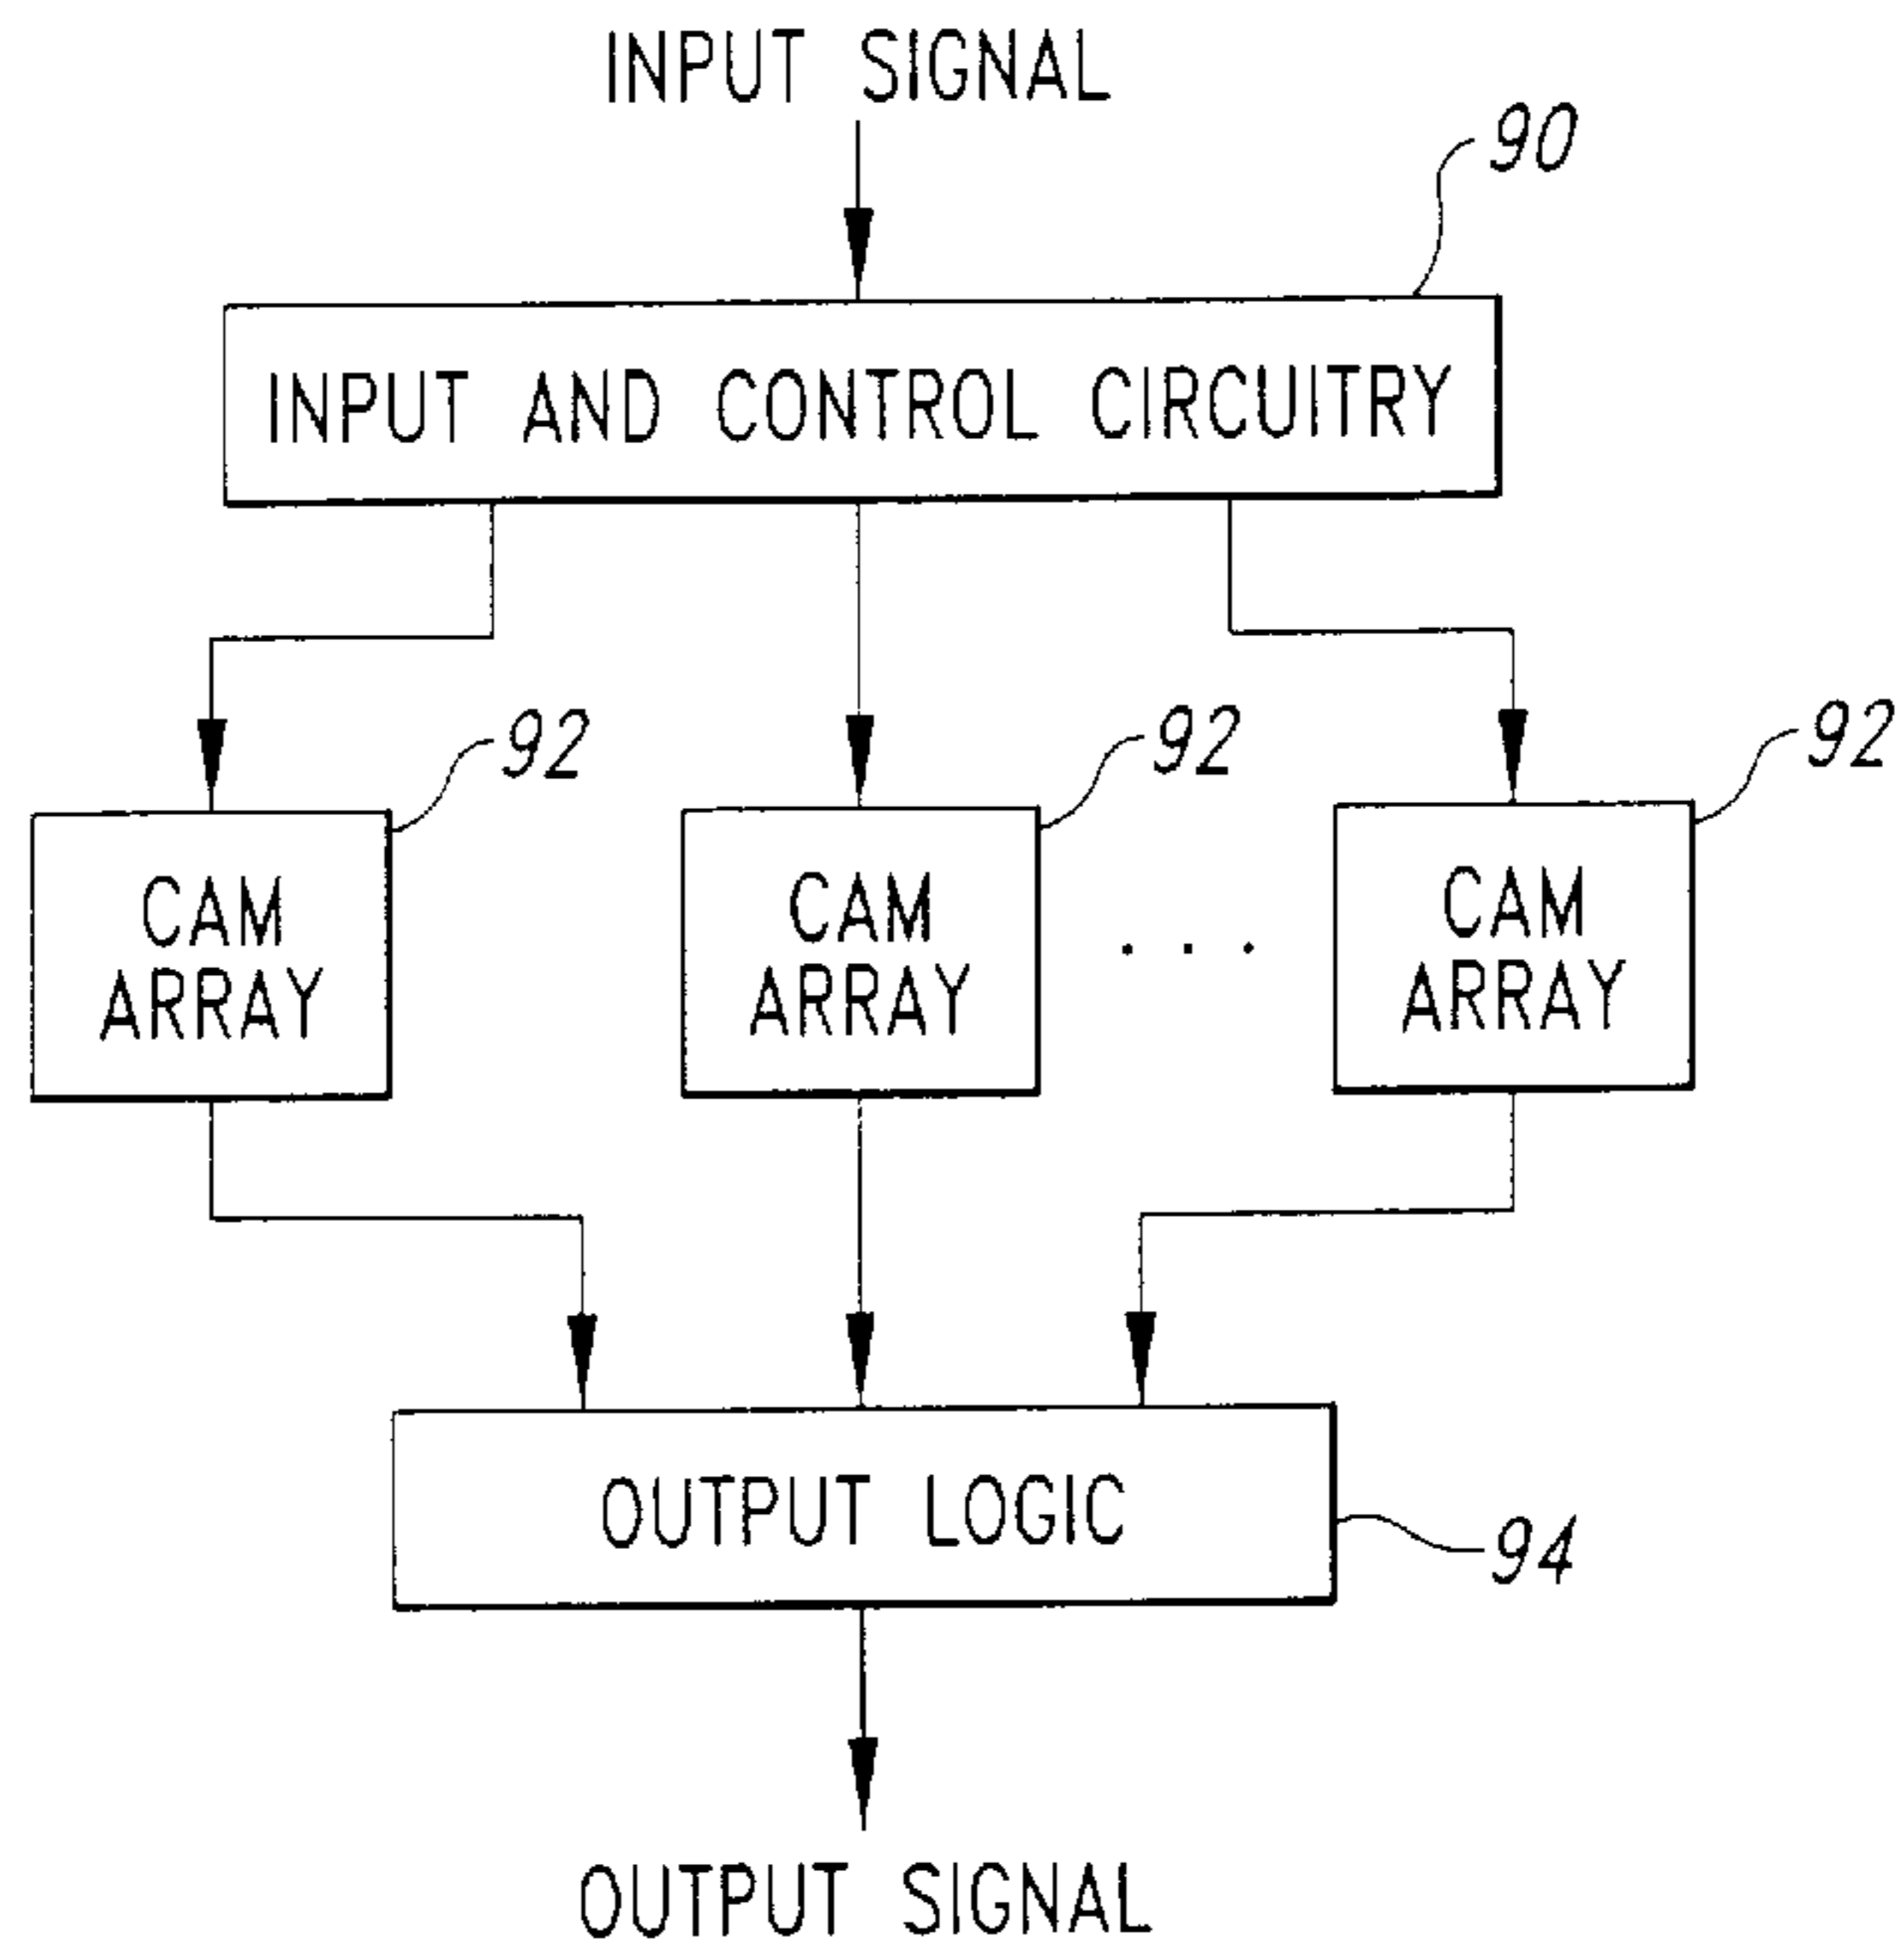 INPUT SIGNAL
90
INPUT AND CONTROL CIRCUITRY
92
92
92
CAM
ARRAY
CAM
ARRAY
. . .
CAM
ARRAY
OUTPUT LOGIC
94
OUTPUT SIGNAL